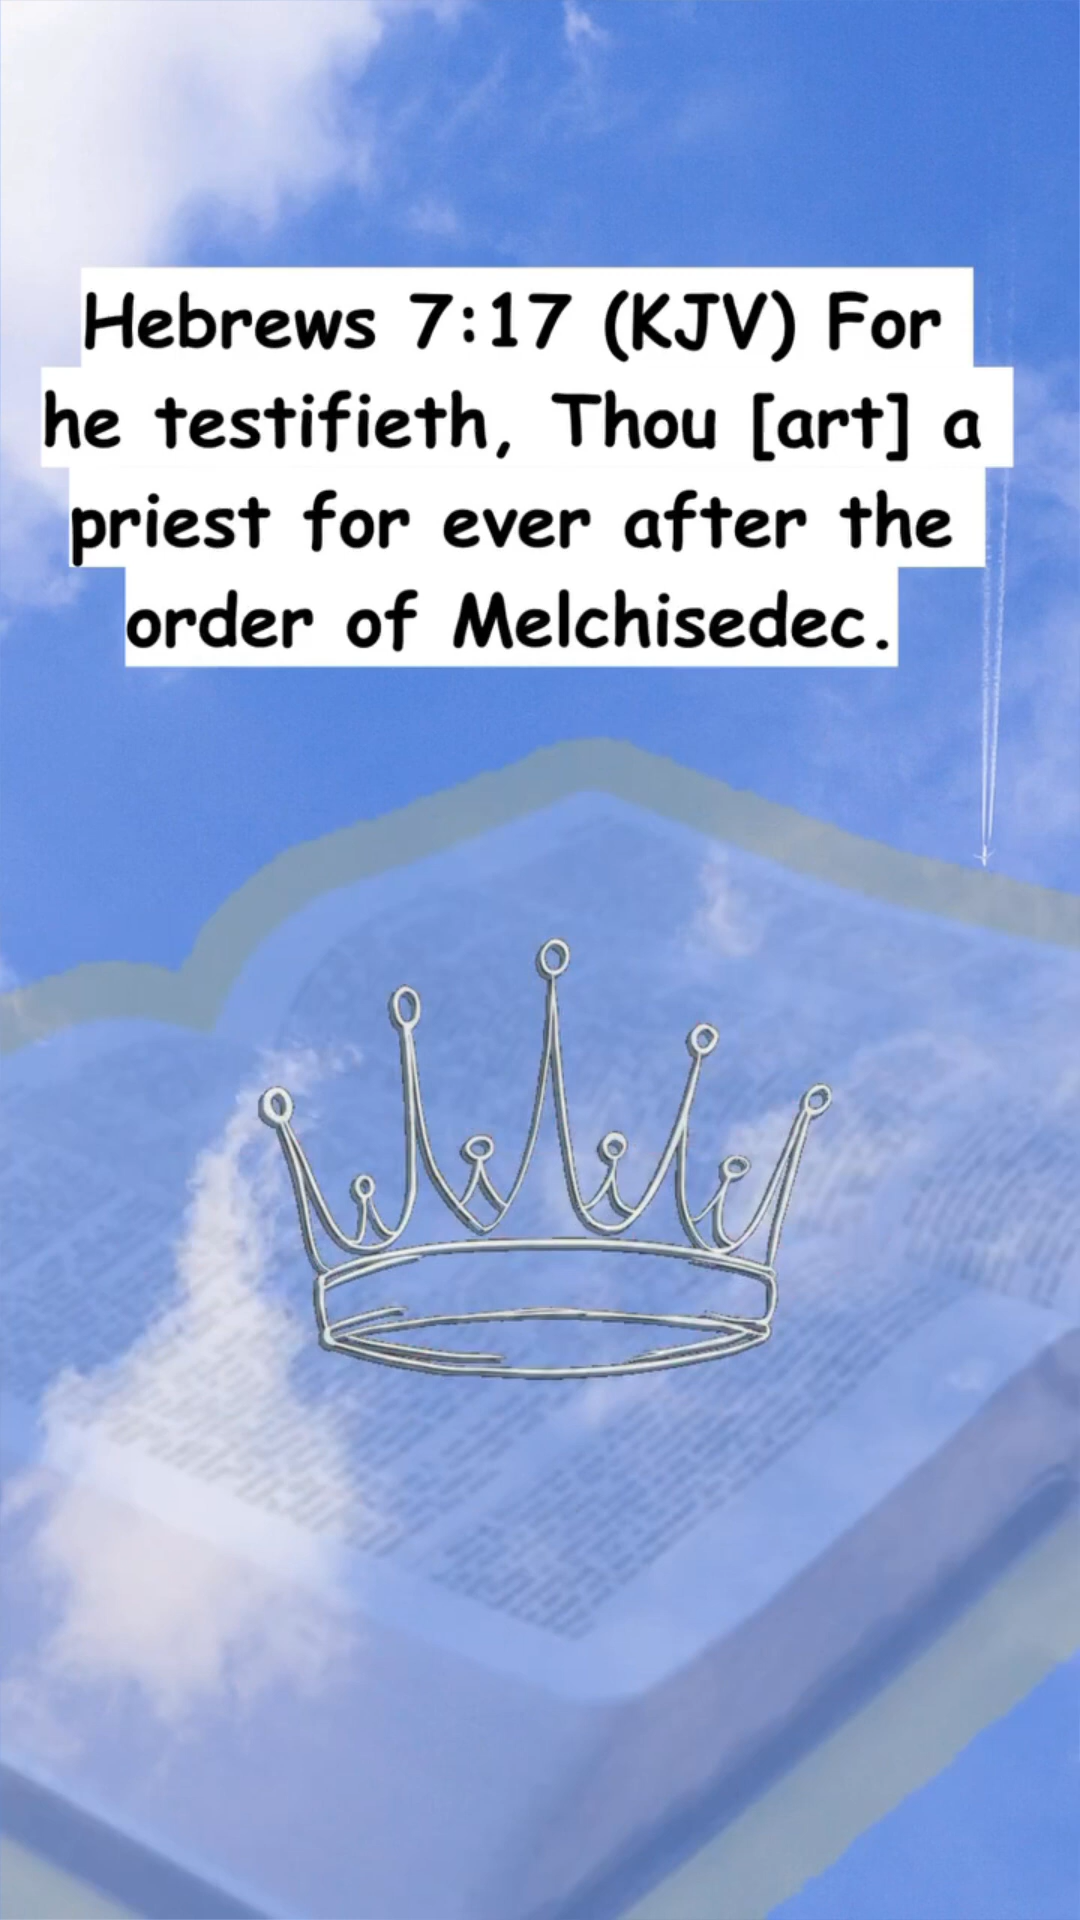 Hebrews 7:17 (KJV) For
he testifieth, Thou [art] a
priest for ever after the
order of Melchisedec.